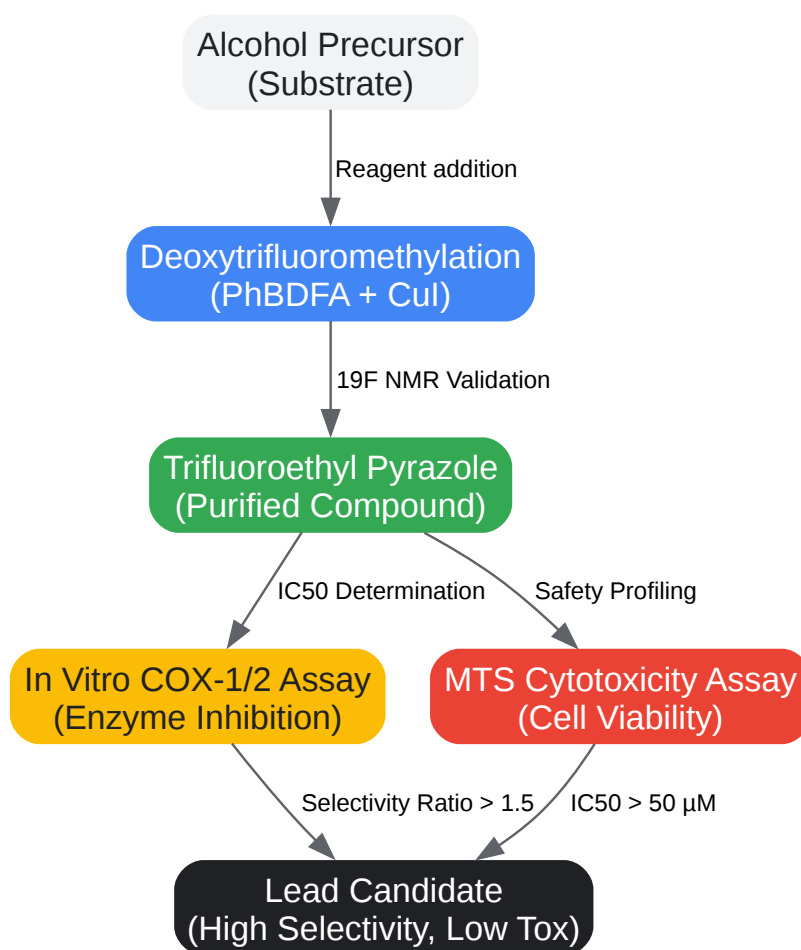 Alcohol Precursor
(Substrate)
Reagent addition
Deoxytrifluoromethylation
(PhBDFA + CuI)
19F NMR Validation
Trifluoroethyl Pyrazole
(Purified Compound)
IC50 Determination
Safety Profiling
In Vitro COX-1/2 Assay
(Enzyme Inhibition)
MTS Cytotoxicity Assay
(Cell Viability)
Selectivity Ratio > 1.5
IC50 > 50 µM
Lead Candidate
(High Selectivity, Low Tox)